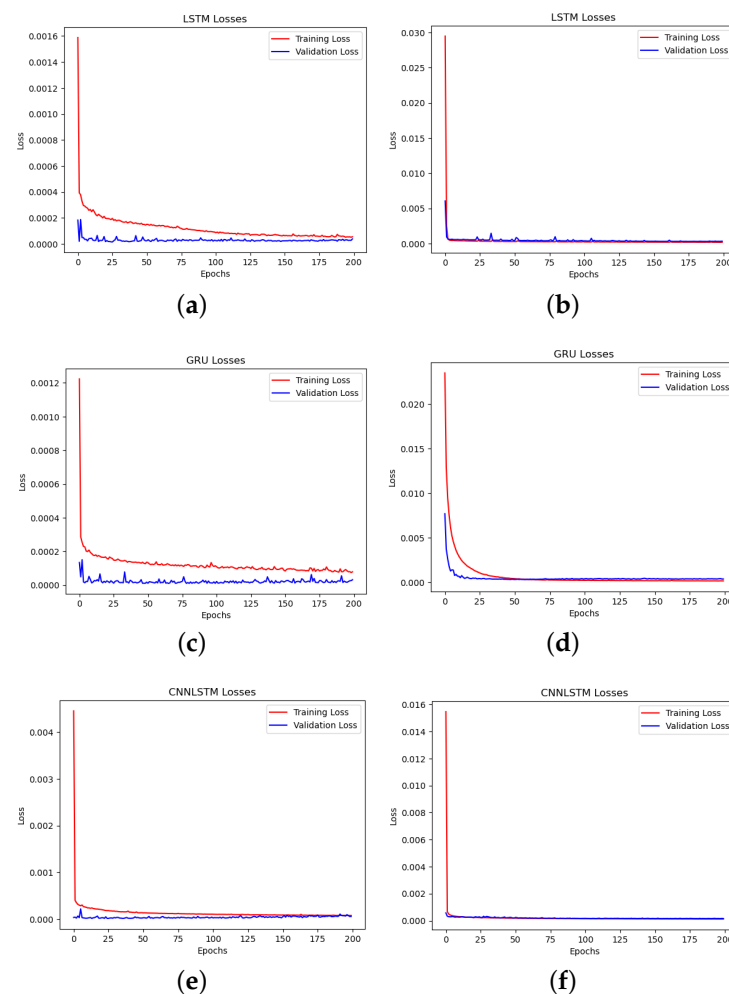 LSTM Losses
Training Loss
Validation Loss
0.0016
0.0014
0.0012
0.0010
0.0008
0.0006
0.0004
0.0002
0.0000
Loss
0 25 50 75 100 125 150 175 200
Epochs
(a)
LSTM Losses
Training Loss
Validation Loss
0.030
0.025
0.020
0.015
0.010
0.005
0.000
Loss
0 25 50 75 100 125 150 175 200
Epochs
(b)
GRU Losses
Training Loss
Validation Loss
0.0012
0.0010
0.0008
0.0006
0.0004
0.0002
0.0000
Loss
0 25 50 75 100 125 150 175 200
Epochs
(c)
GRU Losses
Training Loss
Validation Loss
0.020
0.015
0.010
0.005
0.000
Loss
0 25 50 75 100 125 150 175 200
Epochs
(d)
CNNLSTM Losses
Training Loss
Validation Loss
0.004
0.003
0.002
0.001
0.000
Loss
0 25 50 75 100 125 150 175 200
Epochs
(e)
CNNLSTM Losses
Training Loss
Validation Loss
0.016
0.014
0.012
0.010
0.008
0.006
0.004
0.002
0.000
Loss
0 25 50 75 100 125 150 175 200
Epochs
(f)